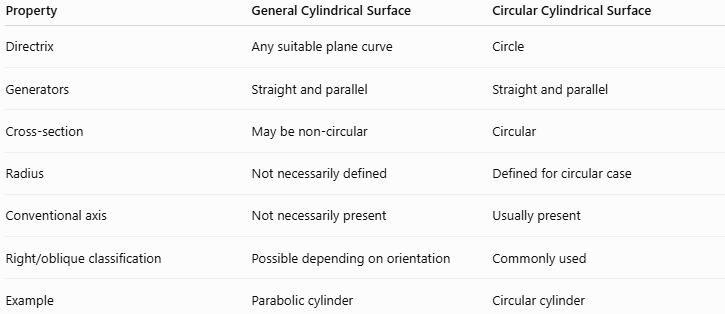 Property General Cylindrical Surface Circular Cylindrical Surface
Directrix Any suitable plane curve Circle
Generators Straight and parallel Straight and parallel
Cross-section May be non-circular Circular
Radius Not necessarily defined Defined for circular case
Conventional axis Not necessarily present Usually present
Right/oblique classification Possible depending on orientation Commonly used
Example Parabolic cylinder Circular cylinder